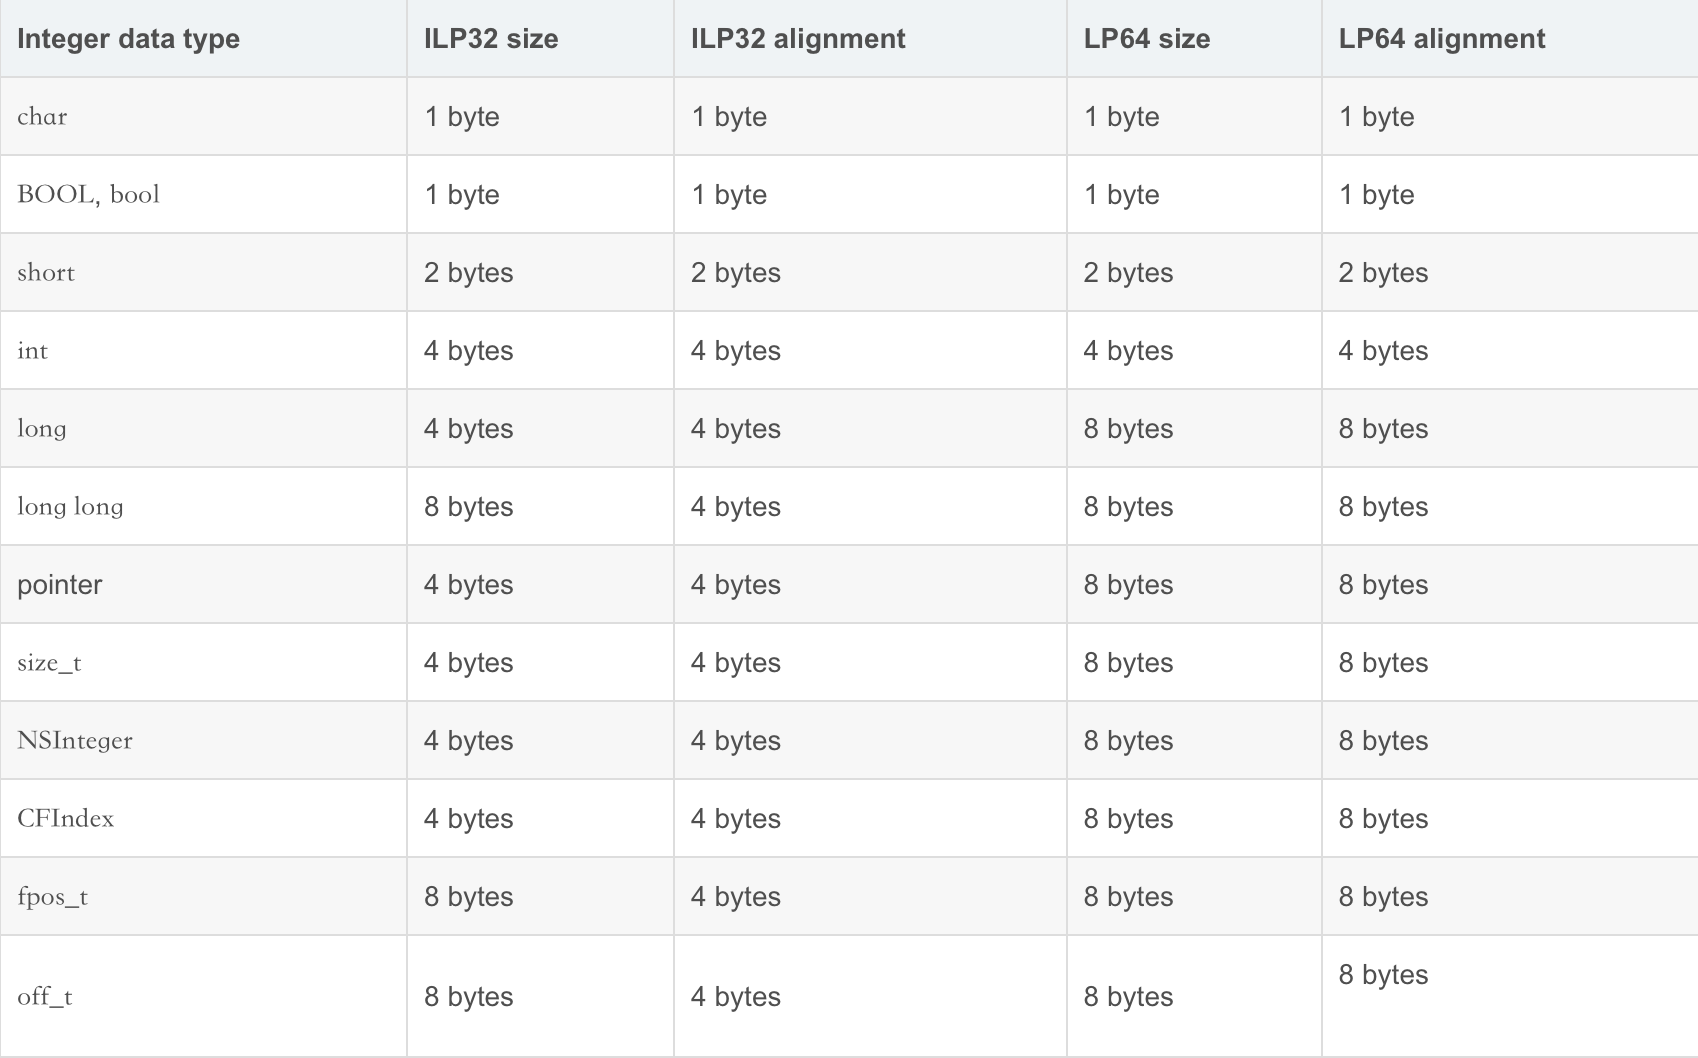 Integer data type ILP32 size ILP32 alignment LP64 size LP64 alignment
char 1 byte 1 byte 1 byte 1 byte
BOOL, bool 1 byte 1 byte 1 byte 1 byte
short 2 bytes 2 bytes 2 bytes 2 bytes
int 4 bytes 4 bytes 4 bytes 4 bytes
long 4 bytes 4 bytes 8 bytes 8 bytes
long long 8 bytes 4 bytes 8 bytes 8 bytes
pointer 4 bytes 4 bytes 8 bytes 8 bytes
size_t 4 bytes 4 bytes 8 bytes 8 bytes
NSInteger 4 bytes 4 bytes 8 bytes 8 bytes
CFIndex 4 bytes 4 bytes 8 bytes 8 bytes
fpos_t 8 bytes 4 bytes 8 bytes 8 bytes
off_t 8 bytes 4 bytes 8 bytes 8 bytes